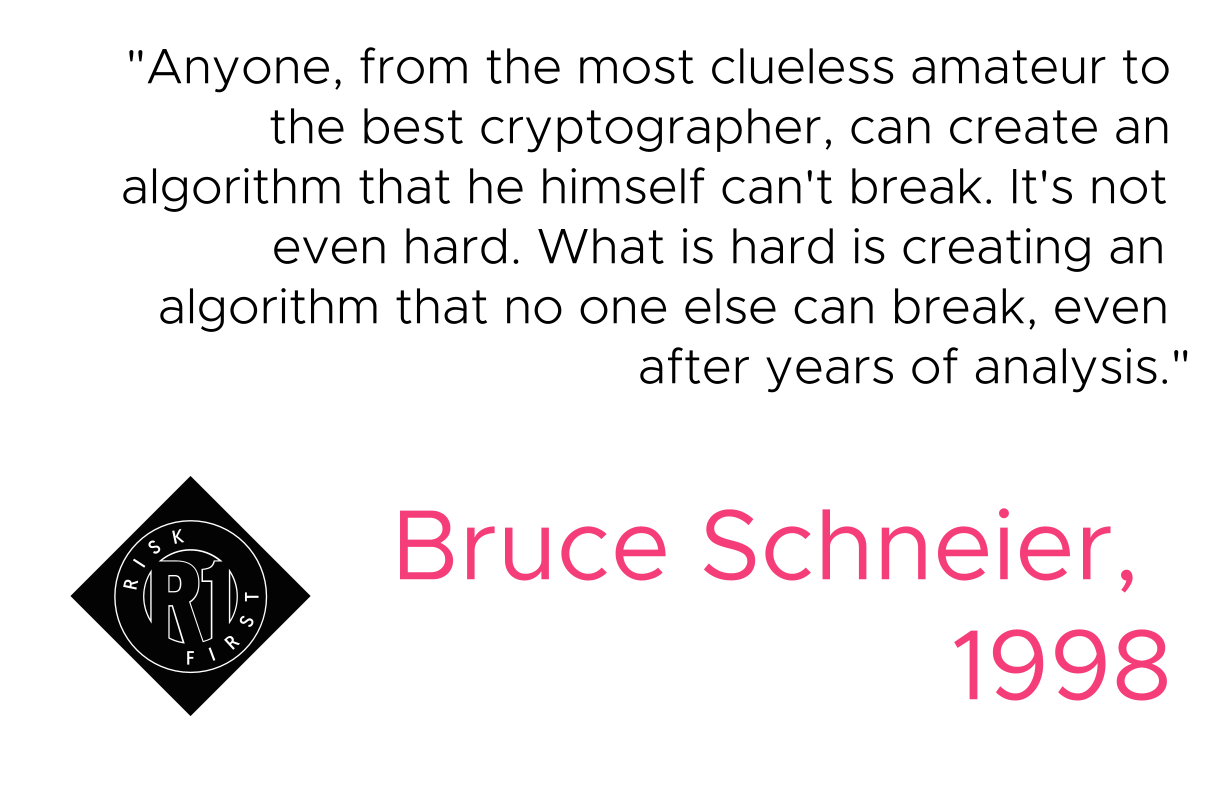 "Anyone, from the most clueless amateur to
the best cryptographer, can create an
algorithm that he himself can't break. It's not
even hard. What is hard is creating an
algorithm that no one else can break, even
after years of analysis."
RISK
R1
FIRST
Bruce Schneier,
1998